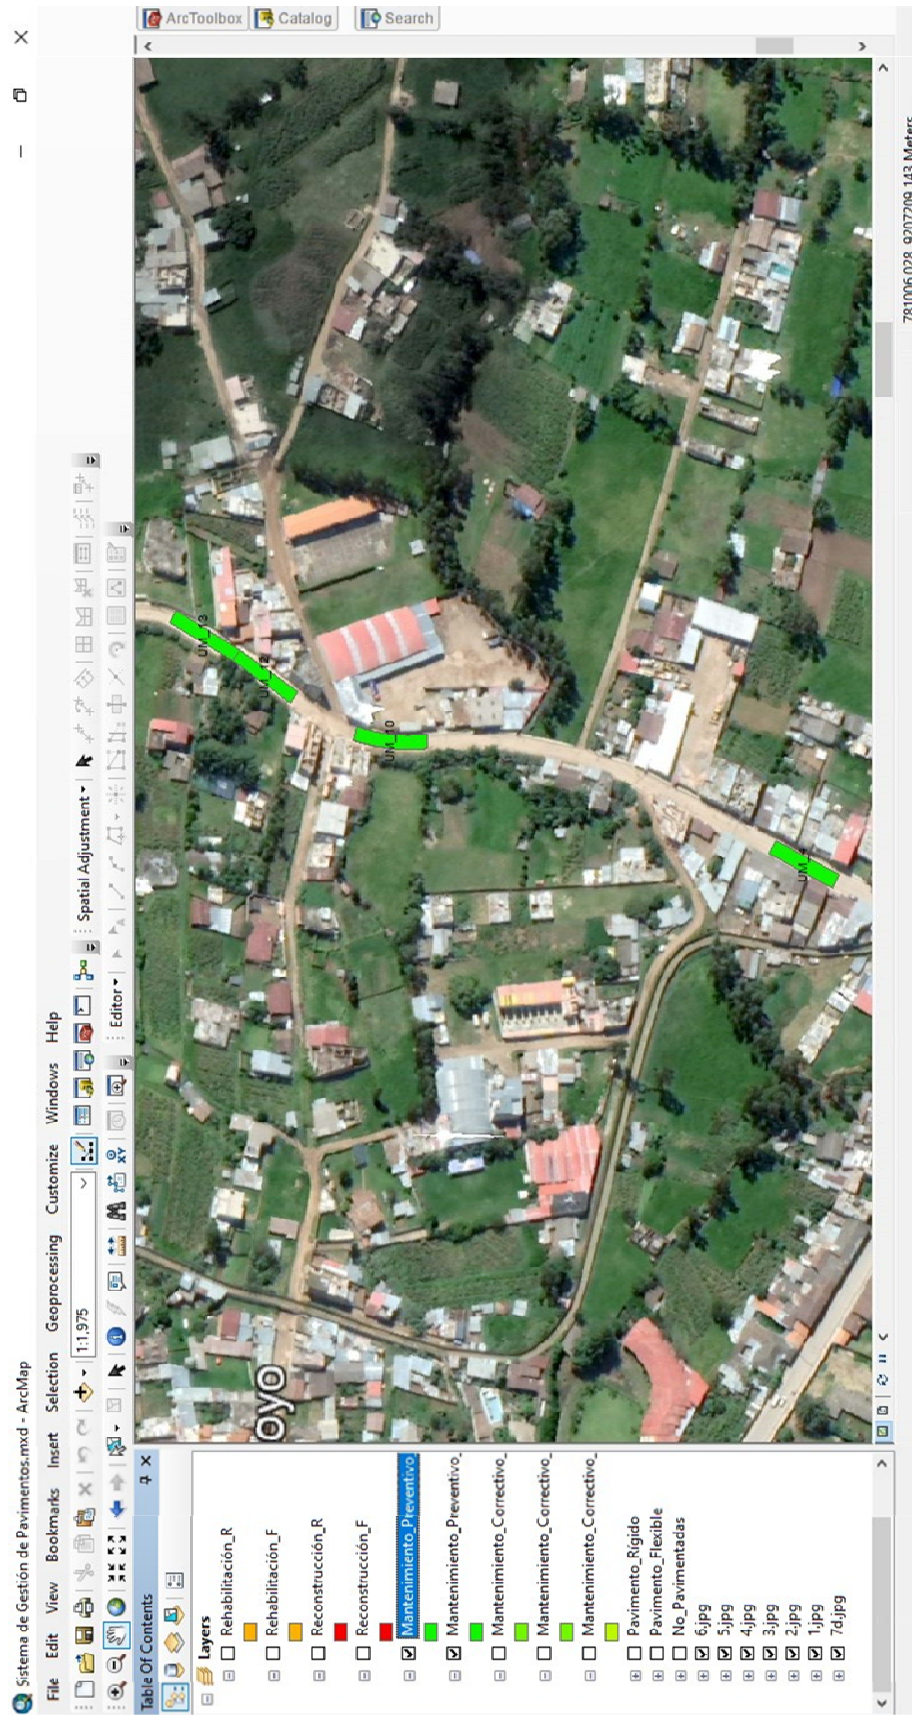 Sistema de Gestión de Pavimentos.mxd - ArcMap
File Edit View Bookmarks Insert Selection Geoprocessing Customize Windows Help
1:1,975
Spatial Adjustment
Editor
ArcToolbox
Catalog
Search
Table Of Contents
Layers
Rehabilitación_R
Rehabilitación_F
Reconstrucción_R
Reconstrucción_F
Mantenimiento_Preventivo
Mantenimiento_Preventivo_
Mantenimiento_Correctivo_
Mantenimiento_Correctivo_
Mantenimiento_Correctivo_
Pavimento_Rígido
Pavimento_Flexible
No_Pavimentadas
6.jpg
5.jpg
4.jpg
3.jpg
2.jpg
1.jpg
7d.jpg
oyo
UM_13
UM_10
781006.028 9207209.143 Meters